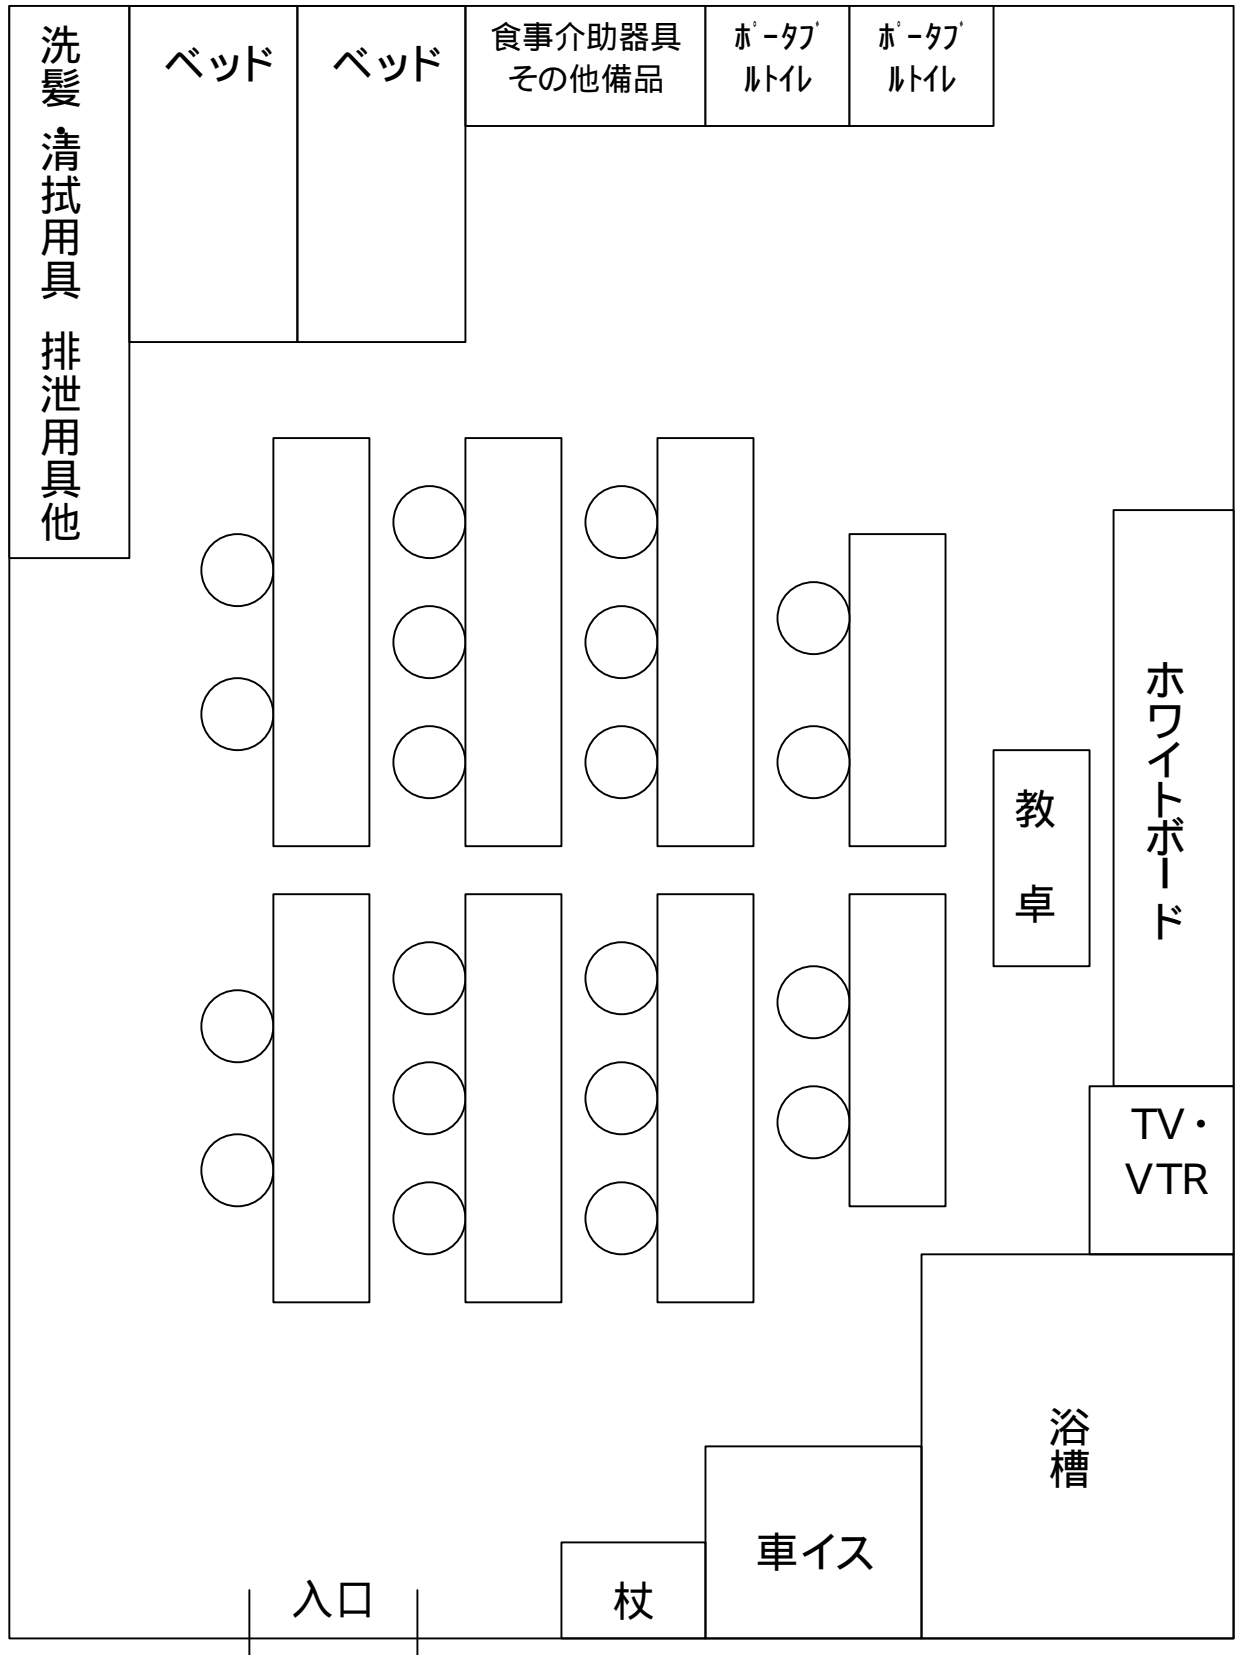 洗髪・清拭用具 排泄用具他
ベッド
ベッド
食事介助器具
その他備品
ﾎﾟｰﾀﾌﾞ
ﾙﾄｲﾚ
ﾎﾟｰﾀﾌﾞ
ﾙﾄｲﾚ
ホワイトボード
教卓
TV・
VTR
浴槽
車イス
杖
入口